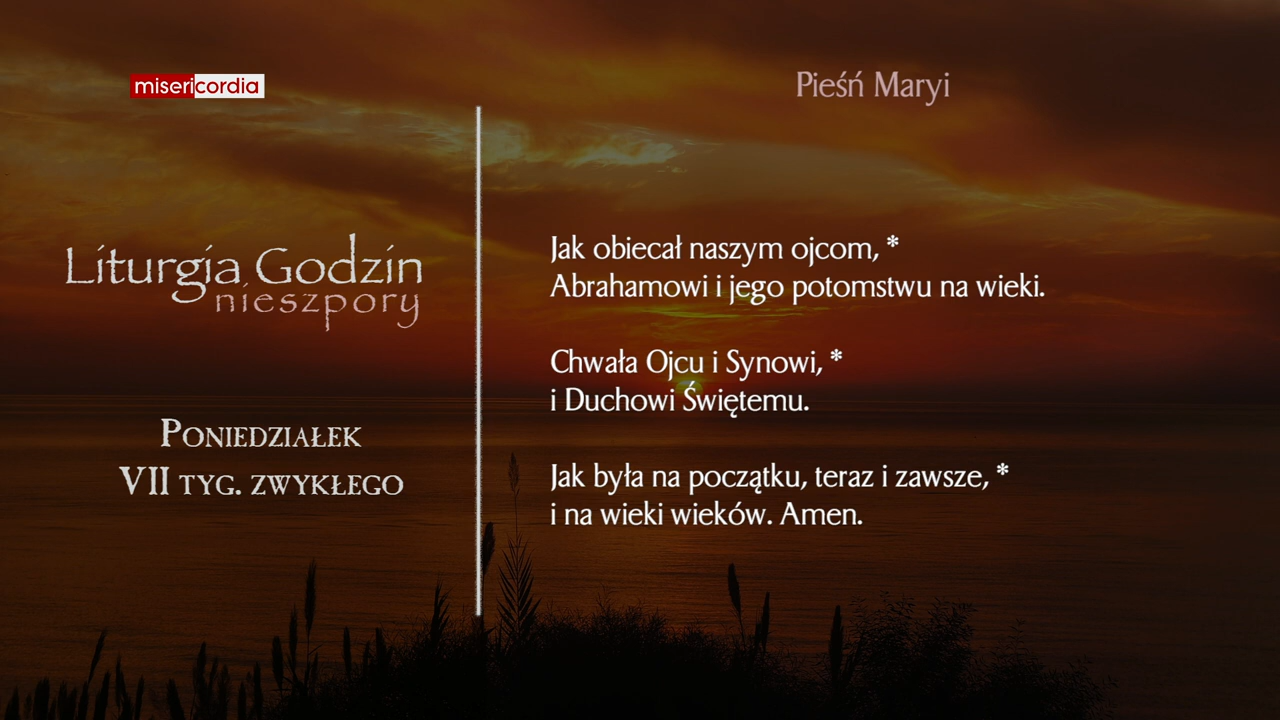 misericordia
Pieśń Maryi
Liturgia Godzin
nieszpory
Poniedziałek
VII tyg. zwykłego
Jak obiecał naszym ojcom, *
Abrahamowi i jego potomstwu na wieki.
Chwała Ojcu i Synowi, *
i Duchowi Świętemu.
Jak była na początku, teraz i zawsze, *
i na wieki wieków. Amen.